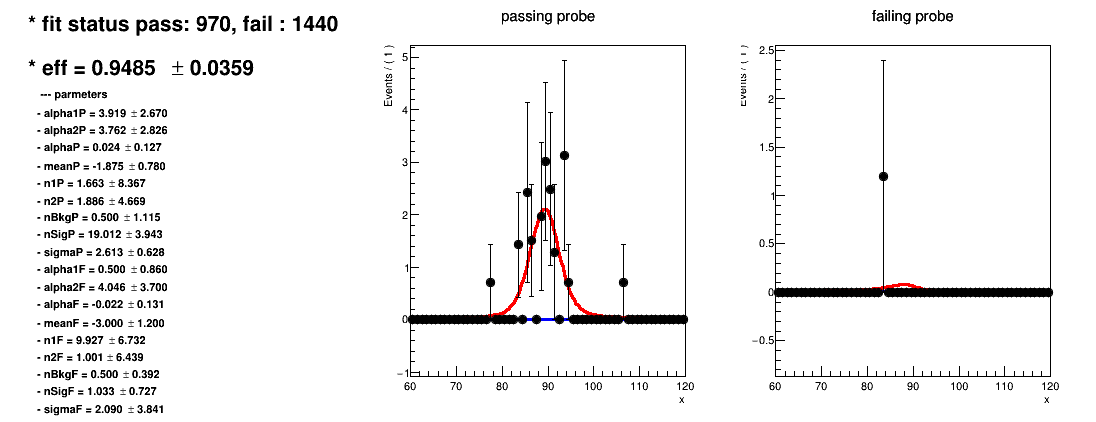 * fit status pass: 970, fail : 1440
* eff = 0.9485 ± 0.0359
--- parmeters
- alpha1P = 3.919 ± 2.670
- alpha2P = 3.762 ± 2.826
- alphaP = 0.024 ± 0.127
- meanP = -1.875 ± 0.780
- n1P = 1.663 ± 8.367
- n2P = 1.886 ± 4.669
- nBkgP = 0.500 ± 1.115
- nSigP = 19.012 ± 3.943
- sigmaP = 2.613 ± 0.628
- alpha1F = 0.500 ± 0.860
- alpha2F = 4.046 ± 3.700
- alphaF = -0.022 ± 0.131
- meanF = -3.000 ± 1.200
- n1F = 9.927 ± 6.732
- n2F = 1.001 ± 6.439
- nBkgF = 0.500 ± 0.392
- nSigF = 1.033 ± 0.727
- sigmaF = 2.090 ± 3.841
passing probe
Events / ( 1 )
5
4
3
2
1
0
−1
60 70 80 90 100 110 120
x
failing probe
Events / ( 1 )
2.5
2
1.5
1
0.5
0
−0.5
60 70 80 90 100 110 120
x